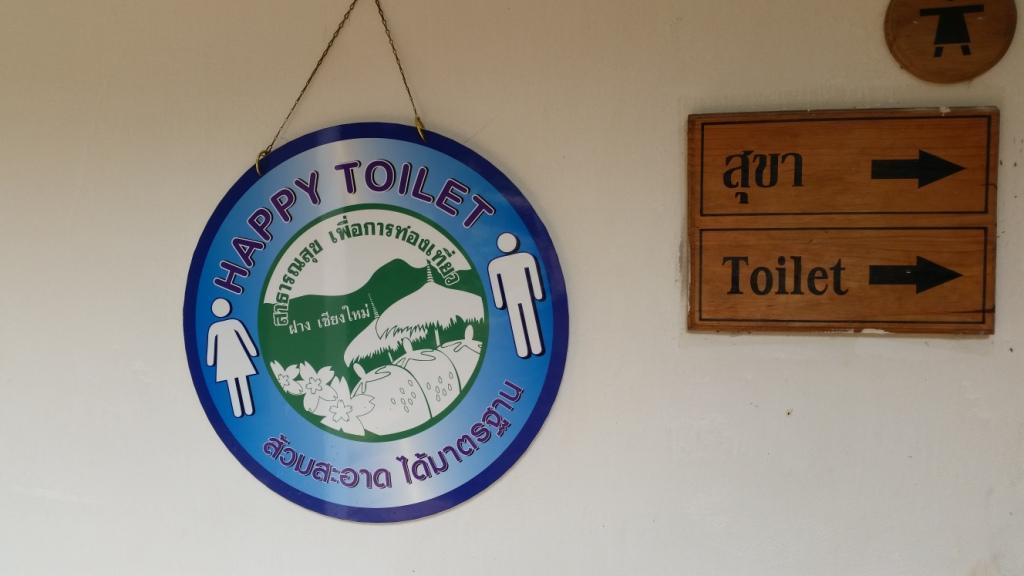 HAPPY TOILET
สาธารณสุข เพื่อการท่องเที่ยว
ฝาง เชียงใหม่
ส้วมสะอาด ได้มาตรฐาน
สุขา
Toilet